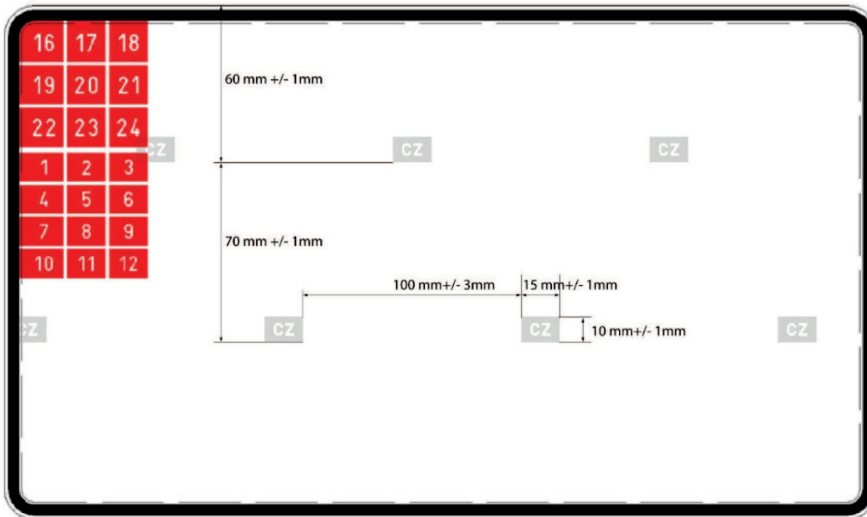 16 17 18
60 mm +/- 1mm
19 20 21
22 23 24
CZ CZ CZ
1 2 3
4 5 6
7 8 9
70 mm +/- 1mm
10 11 12
100 mm+/- 3mm 15 mm+/- 1mm
CZ CZ CZ CZ
10 mm+/- 1mm